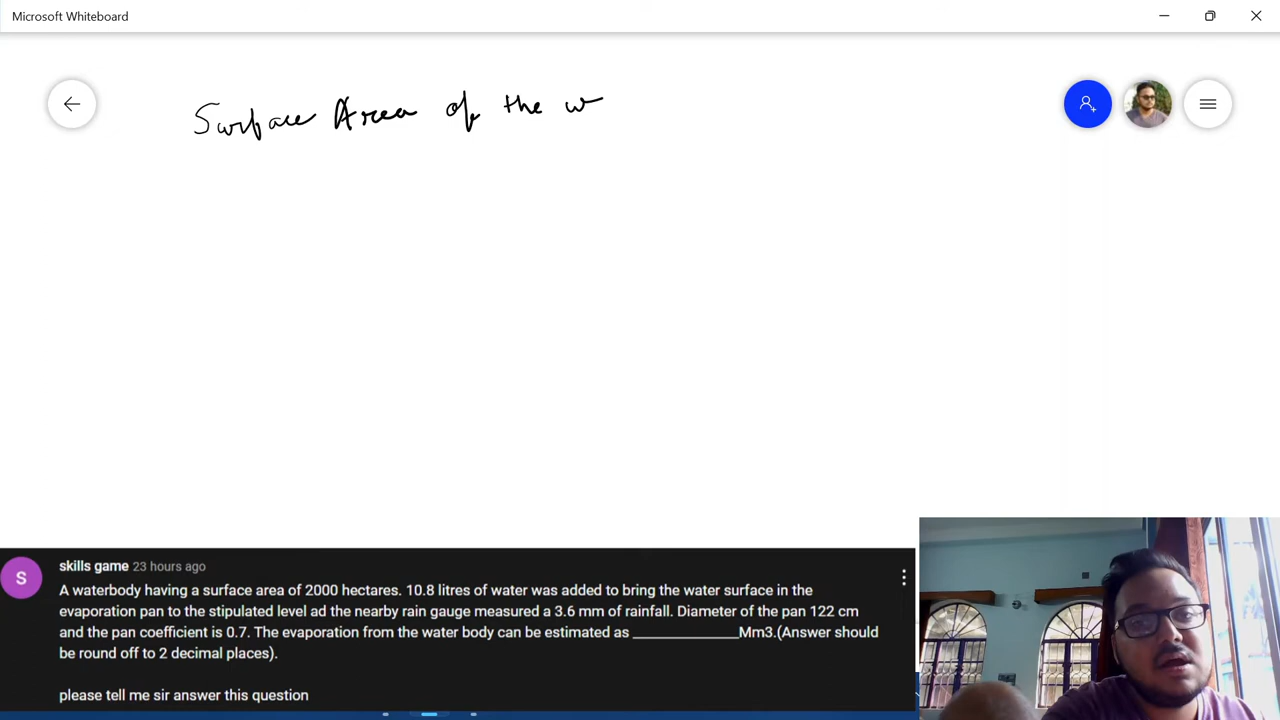 Microsoft Whiteboard
Surface Area of the w
S
skills game 23 hours ago
A waterbody having a surface area of 2000 hectares. 10.8 litres of water was added to bring the water surface in the
evaporation pan to the stipulated level ad the nearby rain gauge measured a 3.6 mm of rainfall. Diameter of the pan 122 cm
and the pan coefficient is 0.7. The evaporation from the water body can be estimated as ______________Mm3.(Answer should
be round off to 2 decimal places).
please tell me sir answer this question